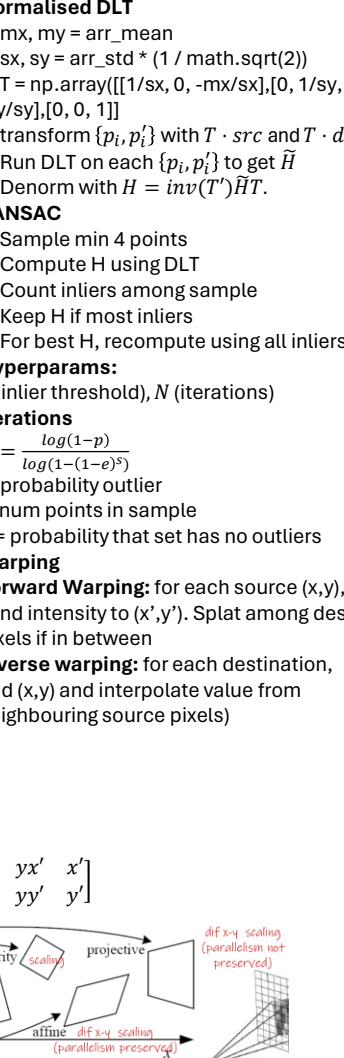 ormalised DLT
mx, my = arr_mean
sx, sy = arr_std * (1 / math.sqrt(2))
T = np.array([[1/sx, 0, -mx/sx],[0, 1/sy,
y/sy],[0, 0, 1]]
transform {pᵢ, pᵢ′} with T · src and T · d
Run DLT on each {pᵢ, pᵢ′} to get H̃
Denorm with H = inv(T′)H̃T.
ANSAC
Sample min 4 points
Compute H using DLT
Count inliers among sample
Keep H if most inliers
For best H, recompute using all inliers
yperparams:
inlier threshold), N (iterations)
erations
= log(1−p) / log(1−(1−e)ˢ)
probability outlier
num points in sample
= probability that set has no outliers
arping
orward Warping: for each source (x,y),
nd intensity to (x’,y’). Splat among des
xels if in between
verse warping: for each destination,
d (x,y) and interpolate value from
ighbouring source pixels)
yx′ x′]
yy′ y′]
rity
scaling
projective
dif x-y scaling
(parallelism not
preserved)
affine
dif x-y scaling
(parallelism preserved)